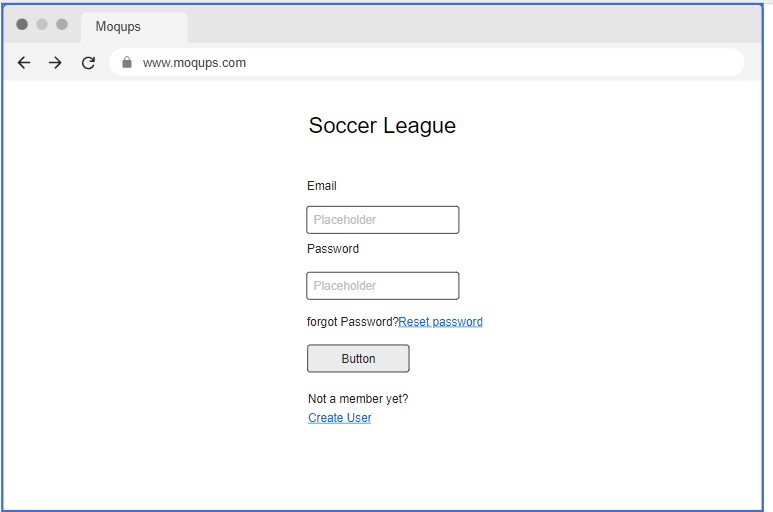 Moqups
www.moqups.com
Soccer League
Email
Placeholder
Password
Placeholder
forgot Password?Reset password
Button
Not a member yet?
Create User